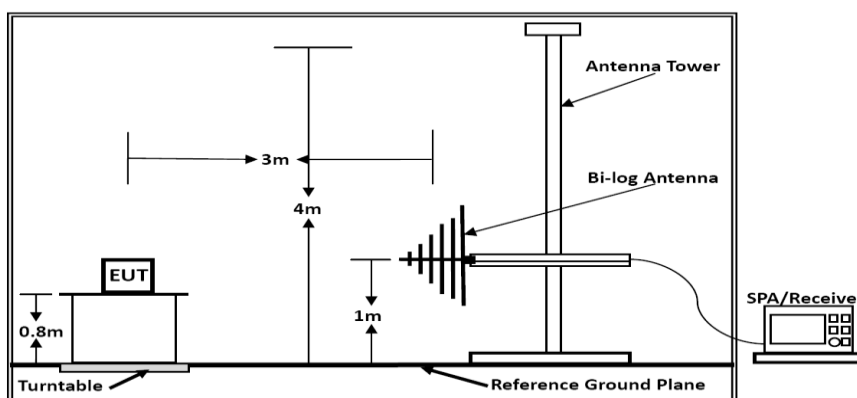 Antenna Tower
3m
Bi-log Antenna
4m
EUT
SPA/Receive
0.8m
1m
Turntable
Reference Ground Plane